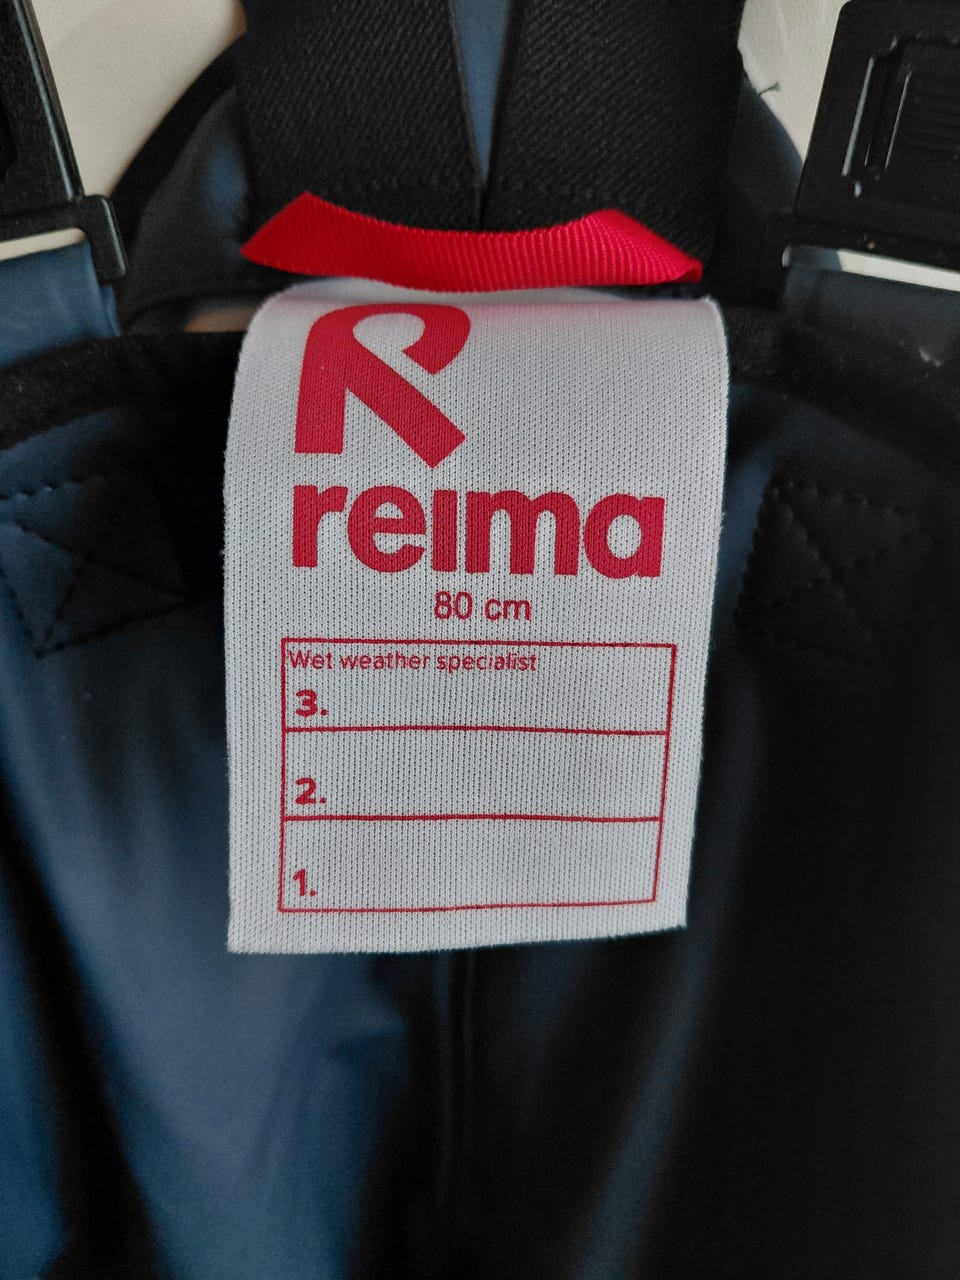 R
reima
80 cm
Wet weather specialist
3.
2.
1.